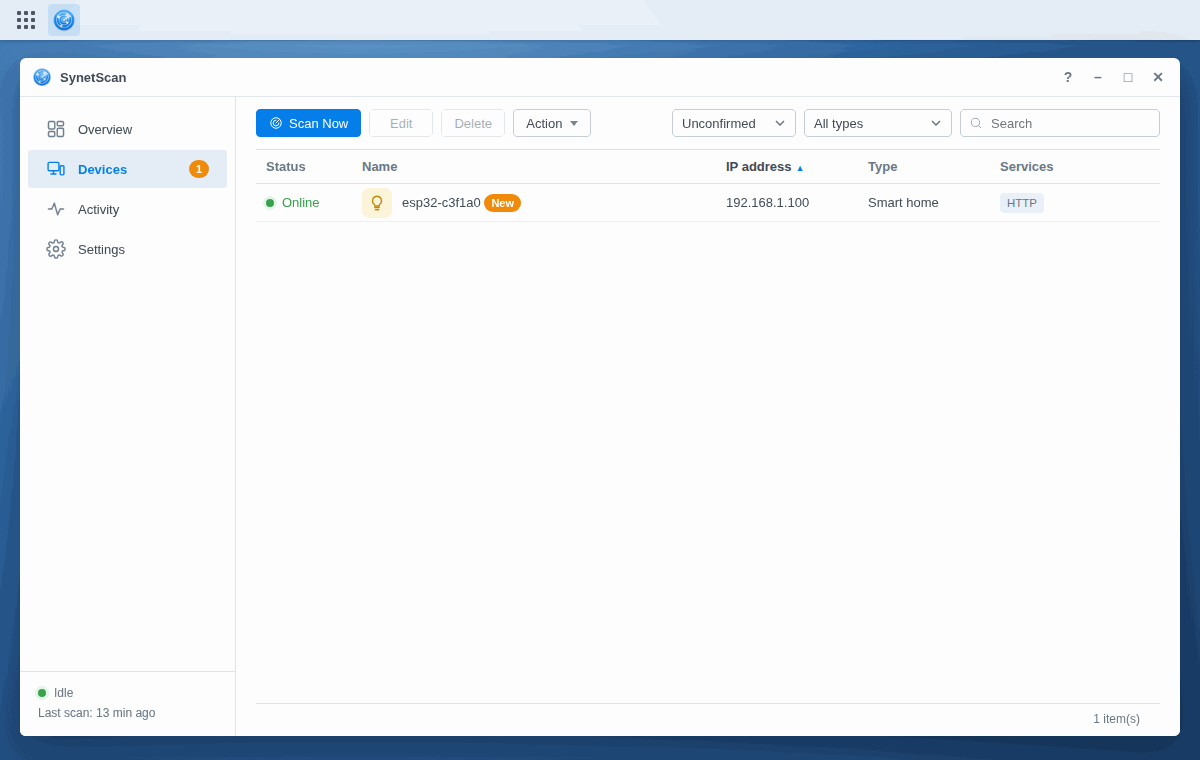 SynetScan
? – □ ✕
Overview
Devices 1
Activity
Settings
Idle
Last scan: 13 min ago
Scan Now Edit Delete Action Unconfirmed All types Search
Status Name IP address ▲ Type Services
Online esp32-c3f1a0 New 192.168.1.100 Smart home HTTP
1 item(s)